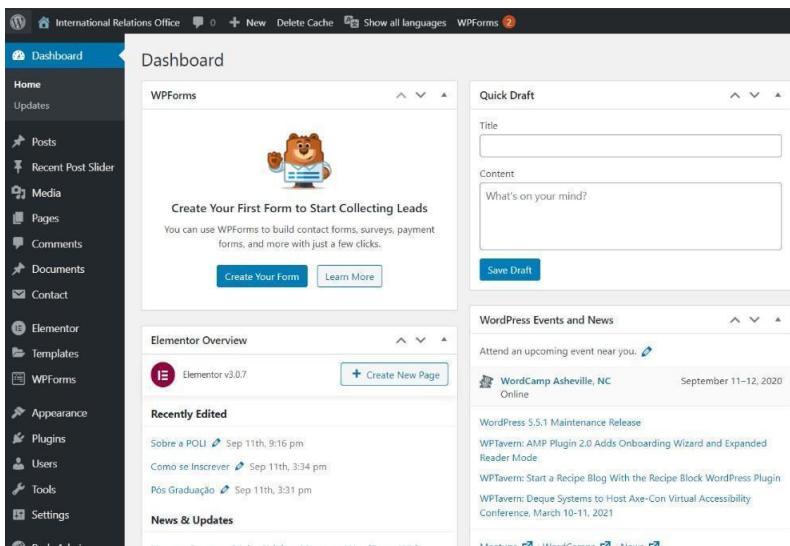 International Relations Office 0 New Delete Cache Show all languages WPForms 2
Dashboard
Home
Updates
Posts
Recent Post Slider
Media
Pages
Comments
Documents
Contact
Elementor
Templates
WPForms
Appearance
Plugins
Users
Tools
Settings
Dashboard
WPForms
Create Your First Form to Start Collecting Leads
You can use WPForms to build contact forms, surveys, payment
forms, and more with just a few clicks.
Create Your Form Learn More
Elementor Overview
Elementor v3.0.7 Create New Page
Recently Edited
Sobre a POLI Sep 11th, 9:16 pm
Como se Inscrever Sep 11th, 3:34 pm
Pós Graduação Sep 11th, 3:31 pm
News & Updates
Quick Draft
Title
Content
What's on your mind?
Save Draft
WordPress Events and News
Attend an upcoming event near you.
WordCamp Asheville, NC September 11–12, 2020
Online
WordPress 5.5.1 Maintenance Release
WPTavern: AMP Plugin 2.0 Adds Onboarding Wizard and Expanded
Reader Mode
WPTavern: Start a Recipe Blog With the Recipe Block WordPress Plugin
WPTavern: Deque Systems to Host Axe-Con Virtual Accessibility
Conference, March 10-11, 2021
Meetups WordCamps News